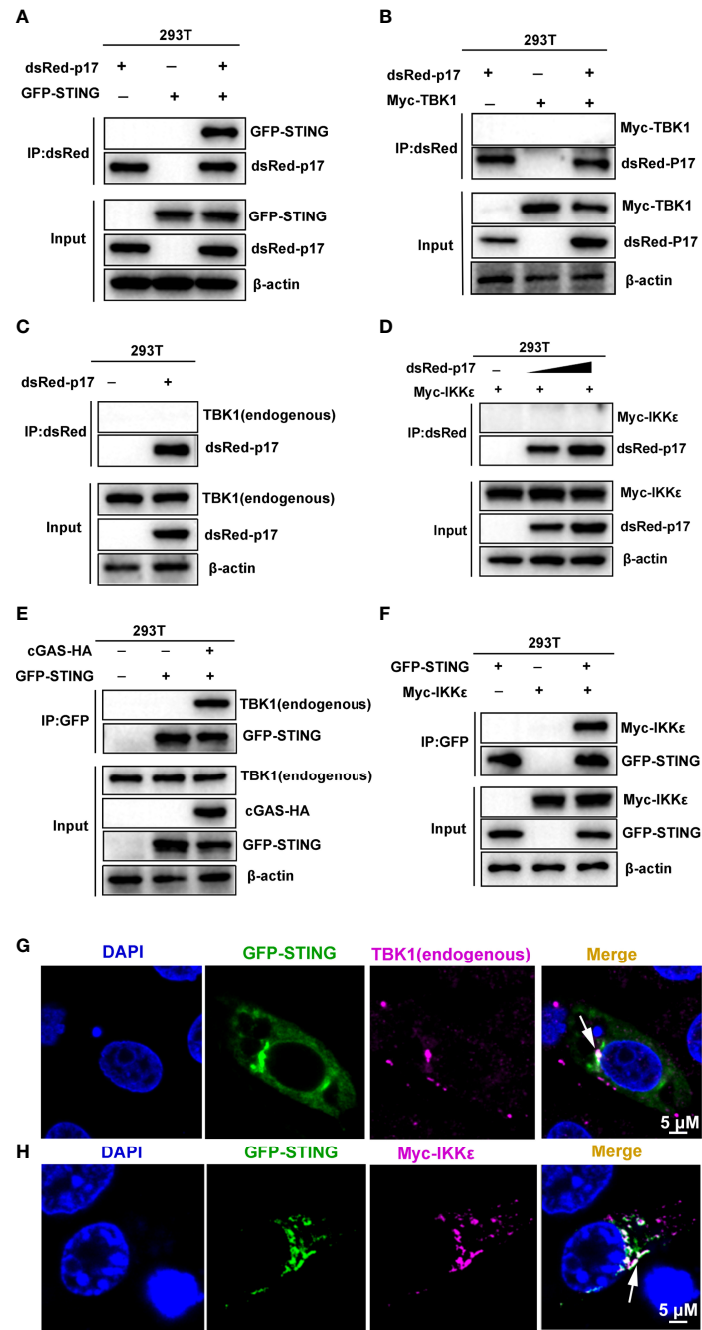 A
293T
dsRed-p17 + − +
GFP-STING − + +
IP:dsRed
GFP-STING
dsRed-p17
Input
GFP-STING
dsRed-p17
β-actin
B
293T
dsRed-p17 + − +
Myc-TBK1 − + +
IP:dsRed
Myc-TBK1
dsRed-P17
Input
Myc-TBK1
dsRed-P17
β-actin
C
293T
dsRed-p17 − +
IP:dsRed
TBK1(endogenous)
dsRed-p17
Input
TBK1(endogenous)
dsRed-p17
β-actin
D
293T
dsRed-p17 −
Myc-IKKε + + +
IP:dsRed
Myc-IKKε
dsRed-p17
Input
Myc-IKKε
dsRed-p17
β-actin
E
293T
cGAS-HA − − +
GFP-STING − + +
IP:GFP
TBK1(endogenous)
GFP-STING
Input
TBK1(endogenous)
cGAS-HA
GFP-STING
β-actin
F
293T
GFP-STING + − +
Myc-IKKε − + +
IP:GFP
Myc-IKKε
GFP-STING
Input
Myc-IKKε
GFP-STING
β-actin
G
DAPI GFP-STING TBK1(endogenous) Merge
5 μM
H
DAPI GFP-STING Myc-IKKε Merge
5 μM